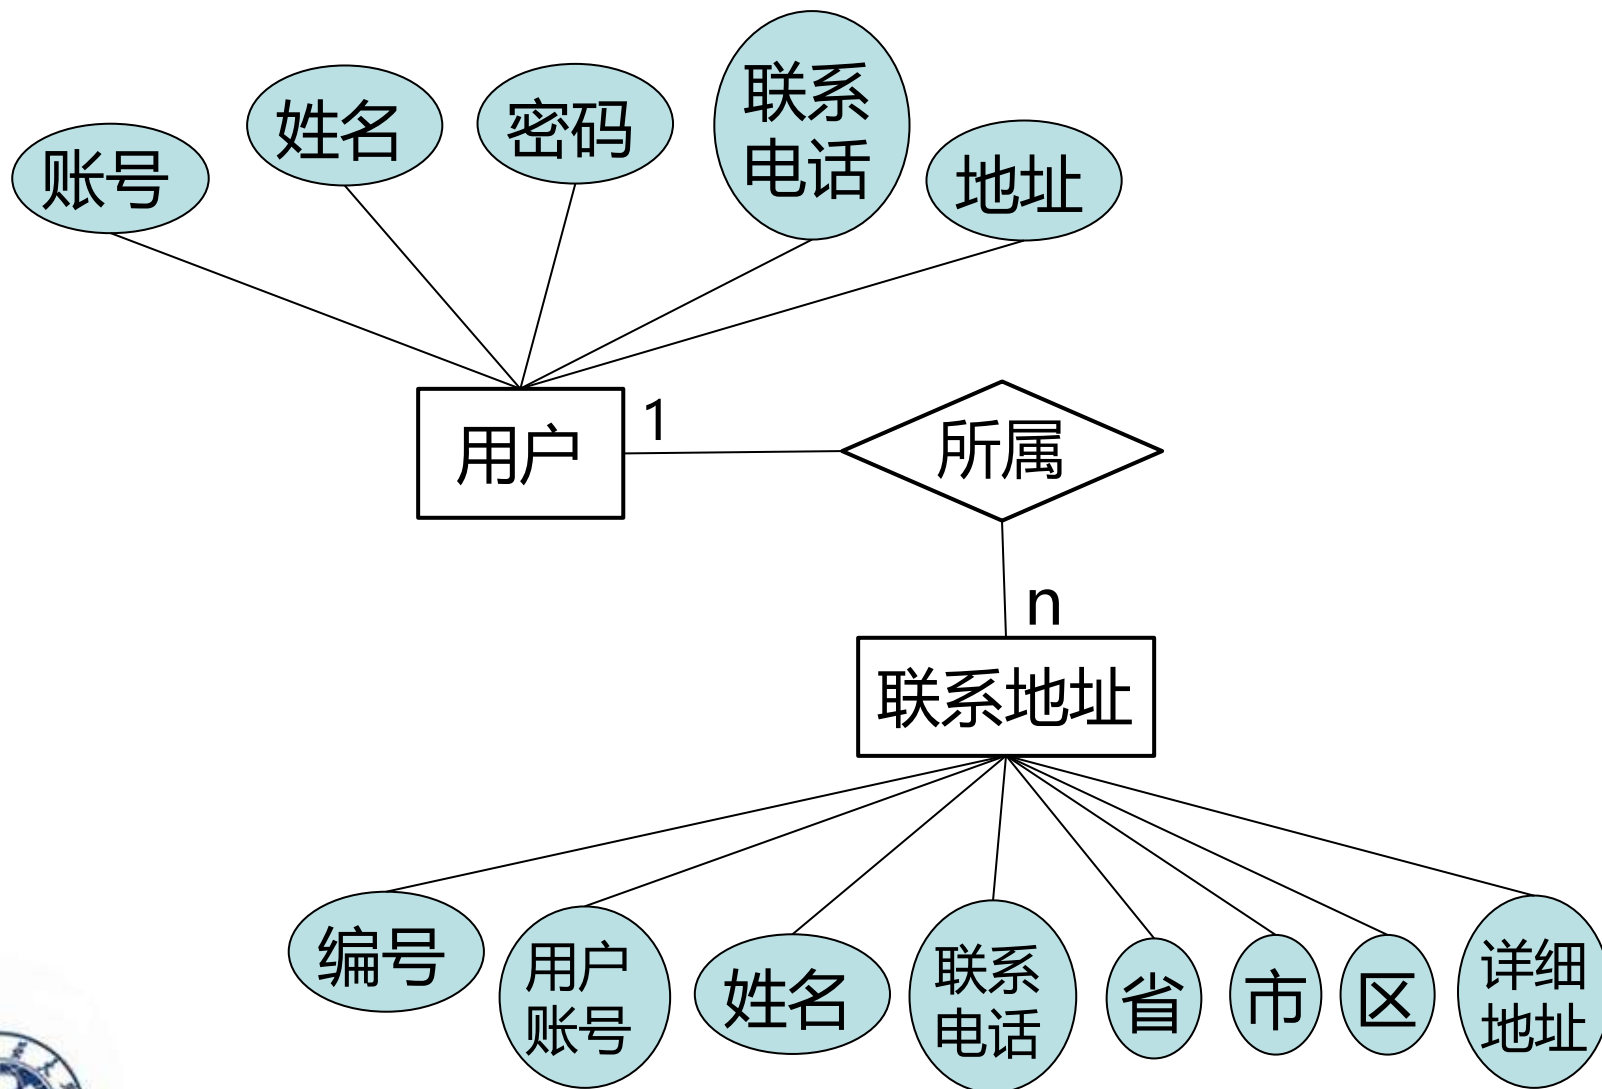 账号
姓名
密码
联系
电话
地址
用户
1
所属
n
联系地址
编号
用户
账号
姓名
联系
电话
省
市
区
详细
地址